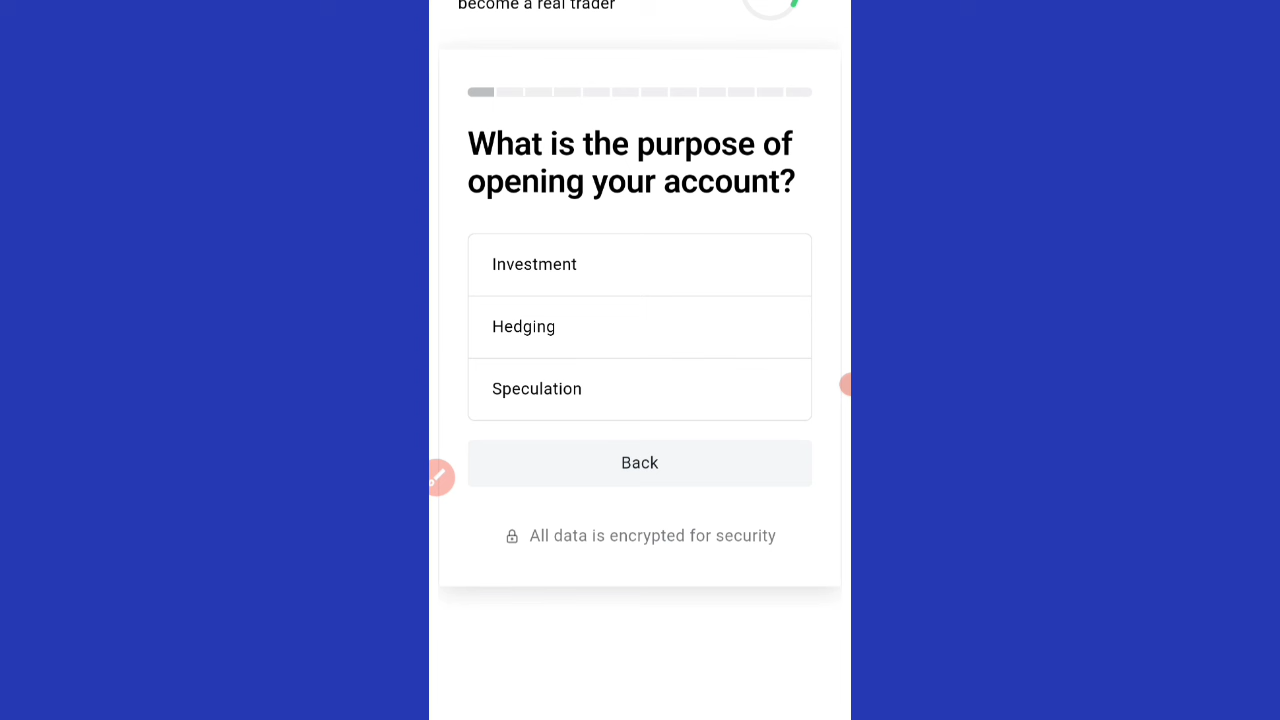 become a real trader
What is the purpose of
opening your account?
Investment
Hedging
Speculation
Back
All data is encrypted for security